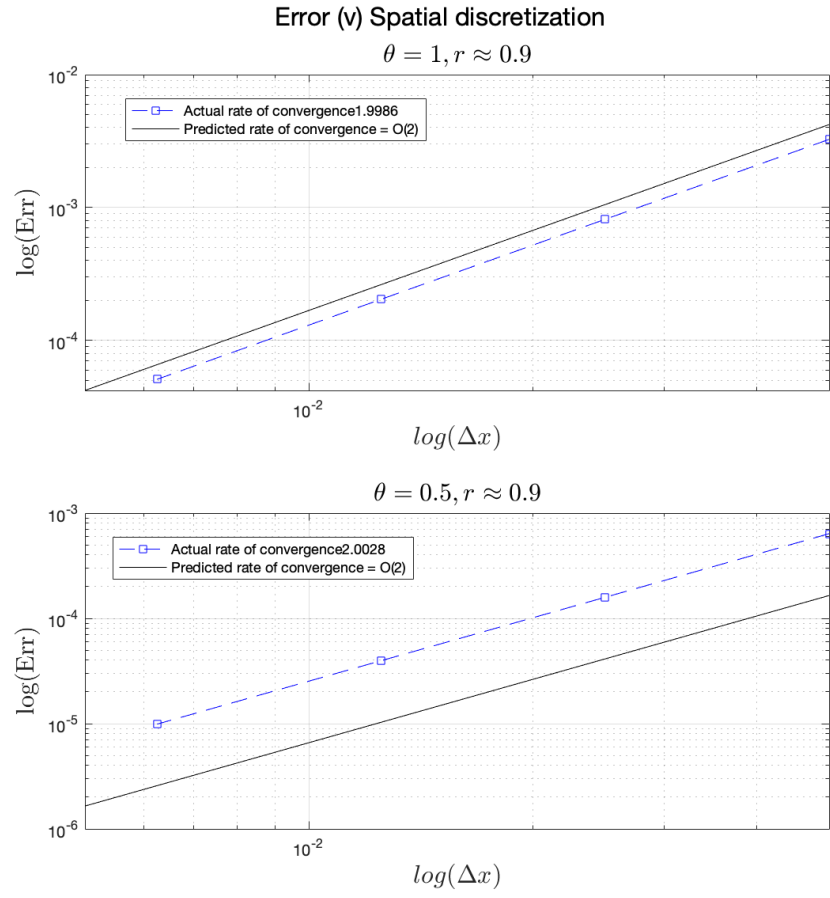 Error (v) Spatial discretization
θ = 1, r ≈ 0.9
10⁻²
Actual rate of convergence1.9986
Predicted rate of convergence = O(2)
10⁻³
log(Err)
10⁻⁴
10⁻²
log(Δx)
θ = 0.5, r ≈ 0.9
10⁻³
Actual rate of convergence2.0028
Predicted rate of convergence = O(2)
10⁻⁴
log(Err)
10⁻⁵
10⁻⁶
10⁻²
log(Δx)